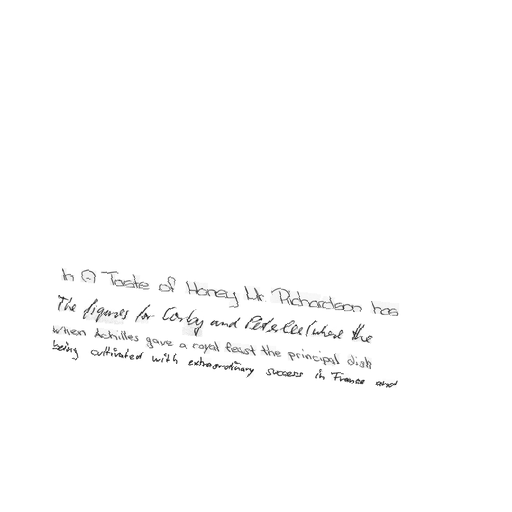 In A Taste of Honey Mr. Richardson has
The figures for Corby and Peterlee (where the
When Achilles gave a royal feast the principal dish
being cultivated with extraordinary success in France and